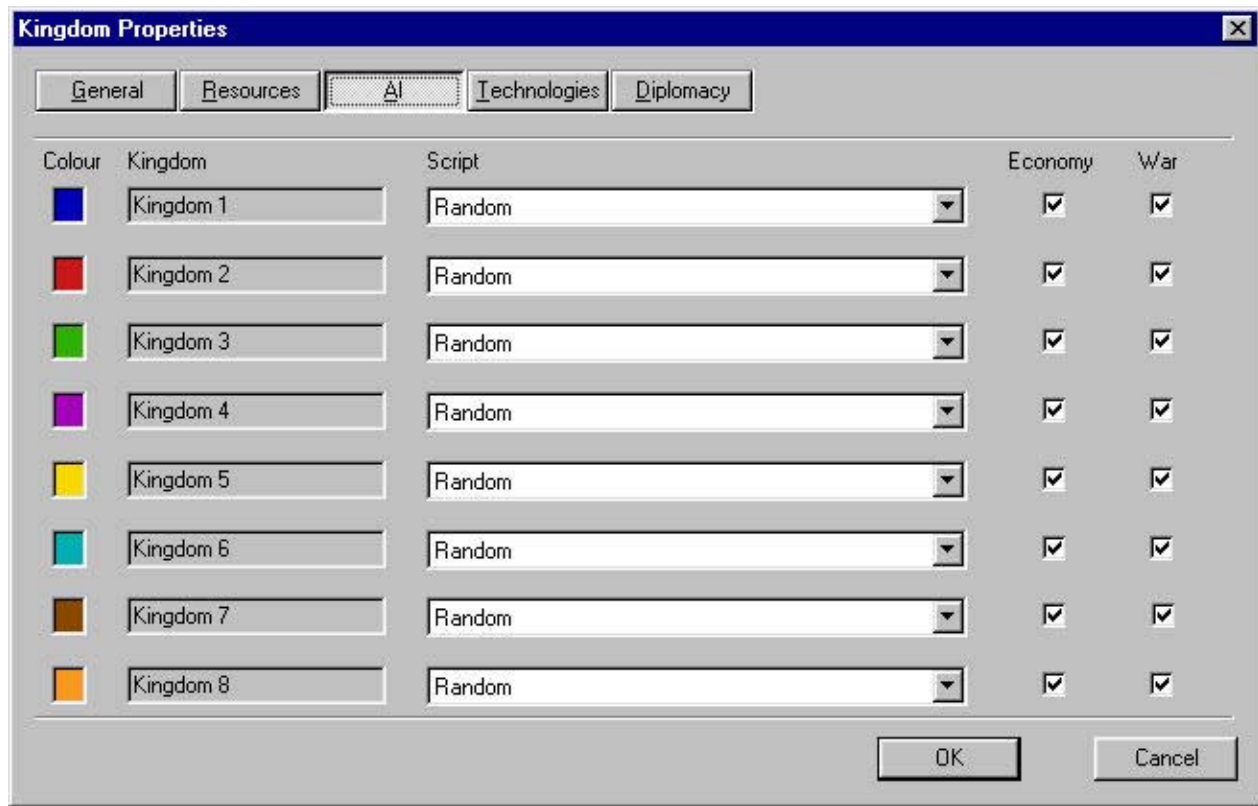 Kingdom Properties
General Resources AI Technologies Diplomacy
Colour Kingdom Script Economy War
Kingdom 1 Random
Kingdom 2 Random
Kingdom 3 Random
Kingdom 4 Random
Kingdom 5 Random
Kingdom 6 Random
Kingdom 7 Random
Kingdom 8 Random
OK Cancel